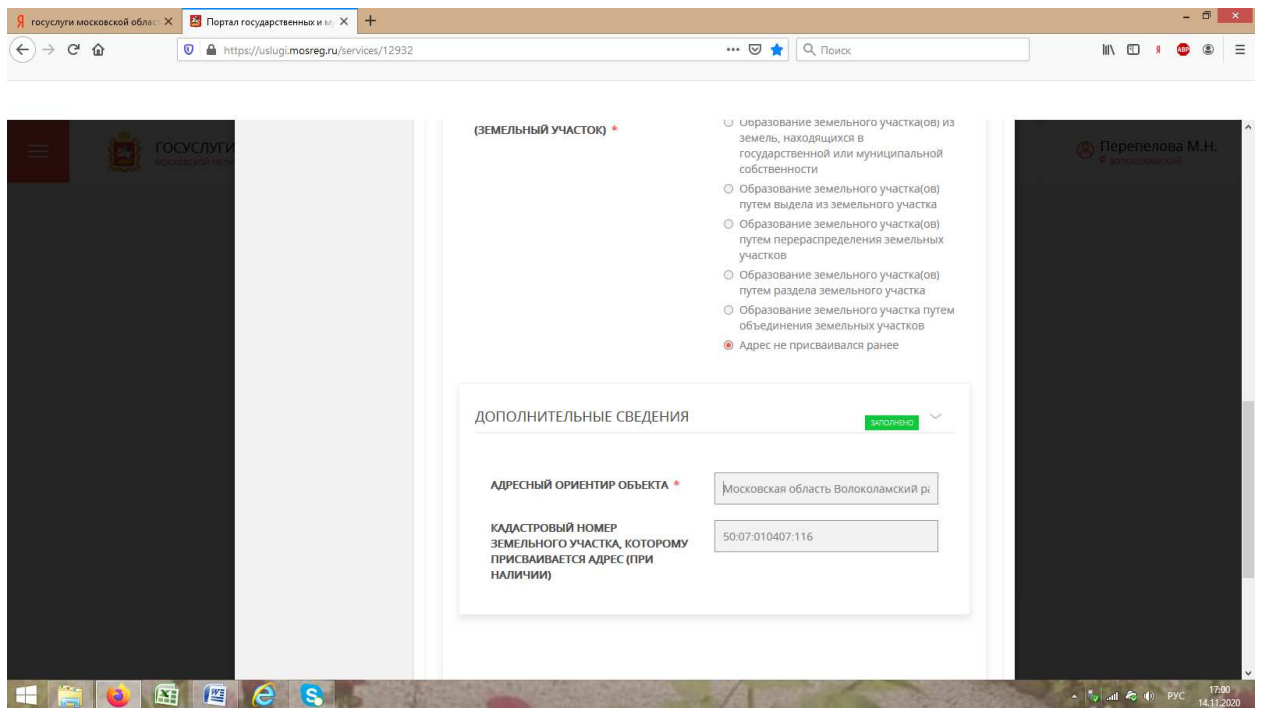 Я госуслуги московской облас
Портал государственных и м
https://uslugi.mosreg.ru/services/12932
Поиск
ABP
ГОСУСЛУГИ
Перепелова М.Н.
(ЗЕМЕЛЬНЫЙ УЧАСТОК) *
Образование земельного участка(ов) из
земель, находящихся в
государственной или муниципальной
собственности
Образование земельного участка(ов)
путем выдела из земельного участка
Образование земельного участка(ов)
путем перераспределения земельных
участков
Образование земельного участка(ов)
путем раздела земельного участка
Образование земельного участка путем
объединения земельных участков
Адрес не присваивался ранее
ДОПОЛНИТЕЛЬНЫЕ СВЕДЕНИЯ
ЗАПОЛНЕНО
АДРЕСНЫЙ ОРИЕНТИР ОБЪЕКТА *
Московская область Волоколамский ра
КАДАСТРОВЫЙ НОМЕР
ЗЕМЕЛЬНОГО УЧАСТКА, КОТОРОМУ
ПРИСВАИВАЕТСЯ АДРЕС (ПРИ
НАЛИЧИИ)
50:07:010407:116
РУС
17:00
14.11.2020